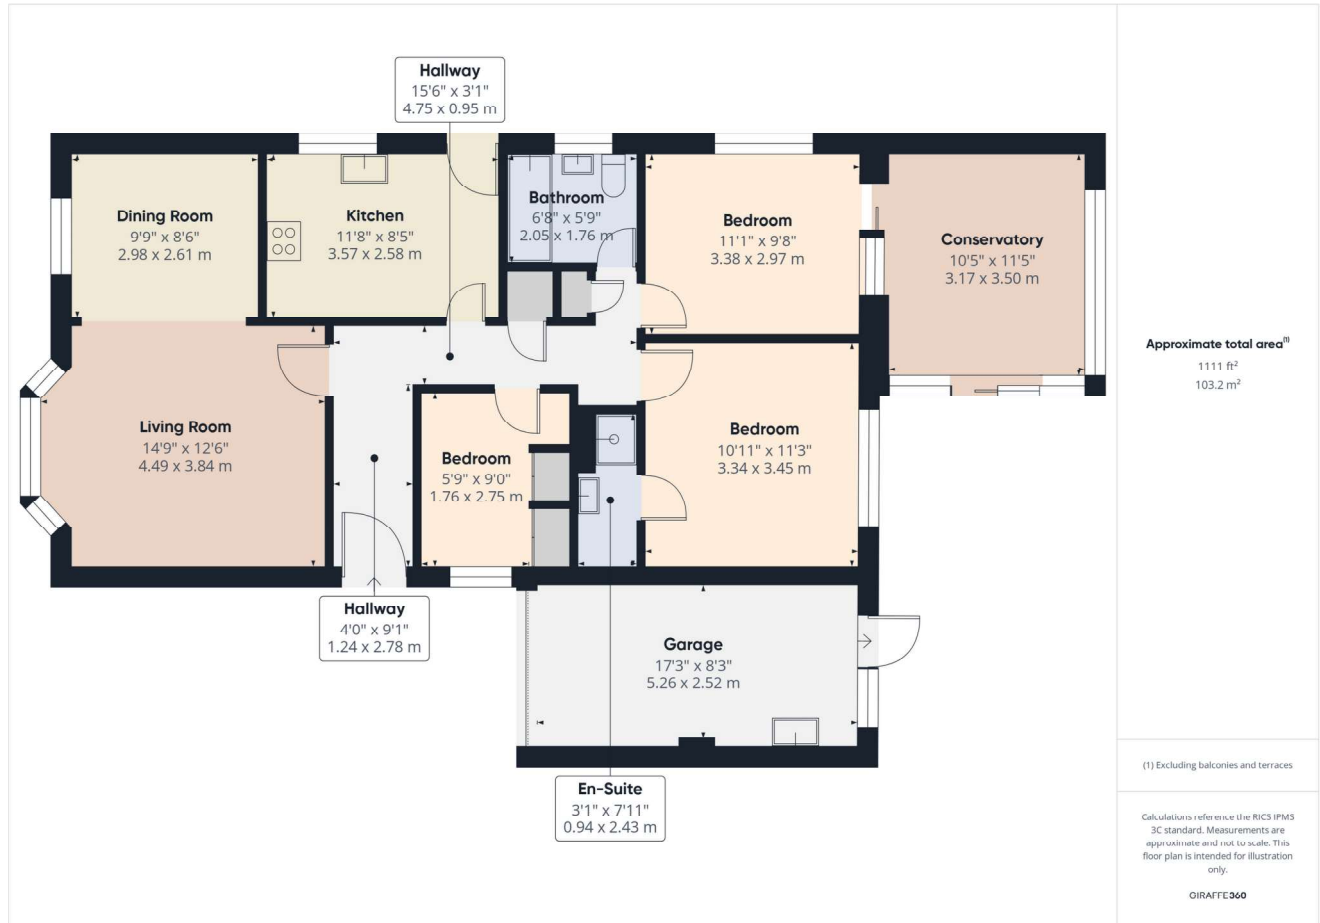 Hallway
15'6" x 3'1"
4.75 x 0.95 m
Dining Room
9'9" x 8'6"
2.98 x 2.61 m
Kitchen
11'8" x 8'5"
3.57 x 2.58 m
Bathroom
6'8" x 5'9"
2.05 x 1.76 m
Bedroom
11'1" x 9'8"
3.38 x 2.97 m
Conservatory
10'5" x 11'5"
3.17 x 3.50 m
Living Room
14'9" x 12'6"
4.49 x 3.84 m
Bedroom
5'9" x 9'0"
1.76 x 2.75 m
Bedroom
10'11" x 11'3"
3.34 x 3.45 m
Hallway
4'0" x 9'1"
1.24 x 2.78 m
Garage
17'3" x 8'3"
5.26 x 2.52 m
En-Suite
3'1" x 7'11"
0.94 x 2.43 m
Approximate total area(1)
1111 ft²
103.2 m²
(1) Excluding balconies and terraces
Calculations reference the RICS IPMS
3C standard. Measurements are
approximate and not to scale. This
floor plan is intended for illustration
only.
GIRAFFE360